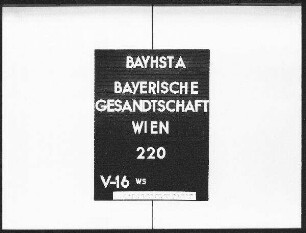 BAYHSTA
BAYERISCHE
GESANDTSCHAFT
WIEN
220
V-16 WS